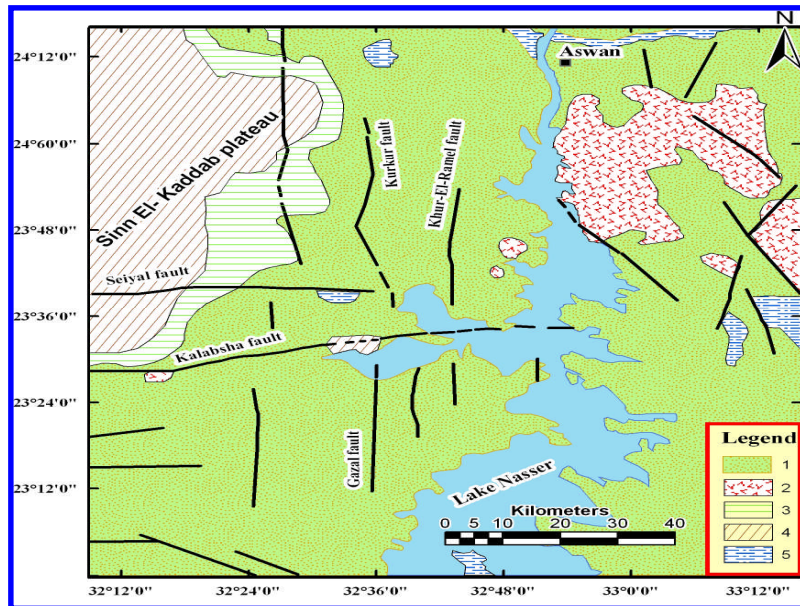 N
24°12'0"
Aswan
24°60'0"
Kurkur fault
Khur-El-Ramel fault
Sinn El- Kaddab plateau
23°48'0"
Seiyal fault
23°36'0"
Kalabsha fault
23°24'0"
Gazal fault
Legend
1
2
3
4
5
23°12'0"
Lake Nasser
Kilometers
0 5 10 20 30 40
32°12'0" 32°24'0" 32°36'0" 32°48'0" 33°0'0" 33°12'0"